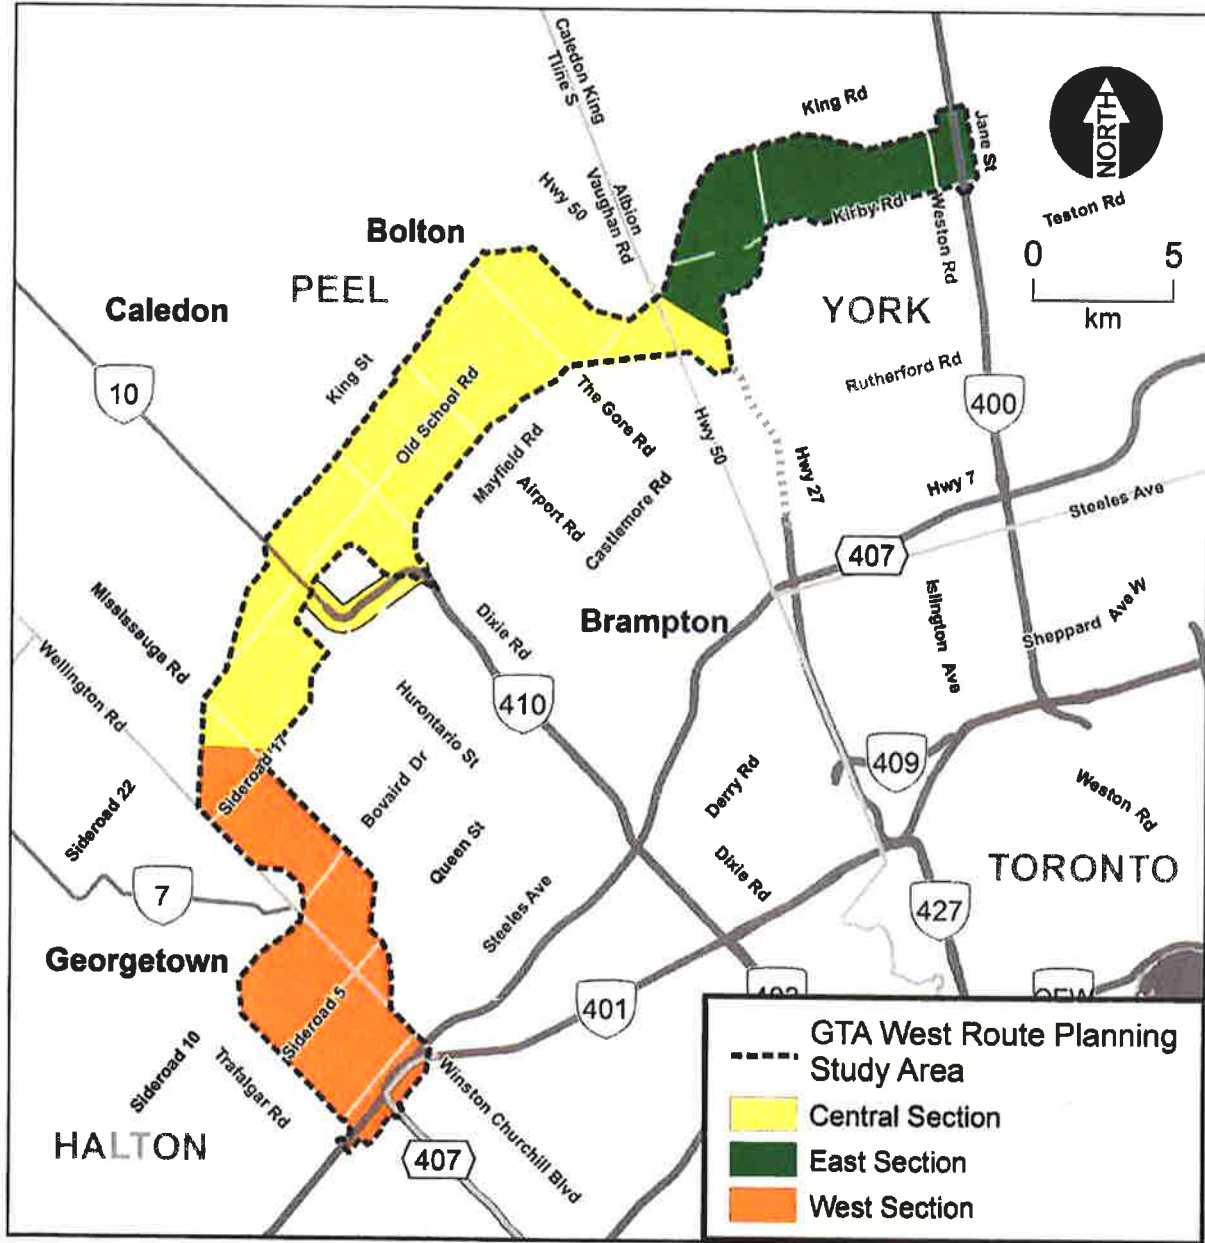 Caledon King
Tline S
King Rd
NORTH
Jane St
Hwy 50
Albion
Vaughan Rd
Teston Rd
Kirby Rd
Weston Rd
Bolton
PEEL
0 5
km
YORK
Caledon
10
King St
Old School Rd
Rutherford Rd
400
The Gore Rd
Hwy 50
Mayfield Rd
Airport Rd
Castlemore Rd
Hwy 27
Hwy 7
Steeles Ave
407
Mississauga Rd
Wellington Rd
Dixie Rd
Brampton
Islington Ave
Sheppard Ave W
Hurontario St
410
Sideroad 17
Bovaird Dr
409
Derry Rd
Weston Rd
Sideroad 22
Queen St
Dixie Rd
TORONTO
7
Steeles Ave
427
Georgetown
401
403
QEW
Sideroad 5
Sideroad 10
Trafalgar Rd
Winston Churchill Blvd
HALTON
407
GTA West Route Planning
Study Area
Central Section
East Section
West Section